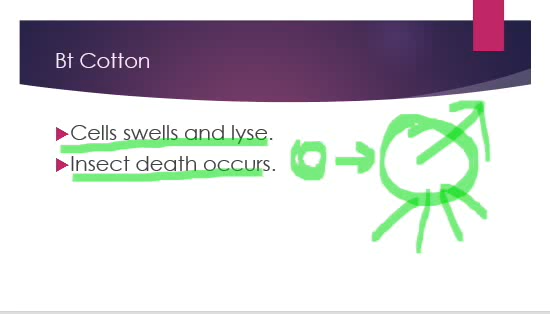 Bt Cotton
Cells swells and lyse.
Insect death occurs.